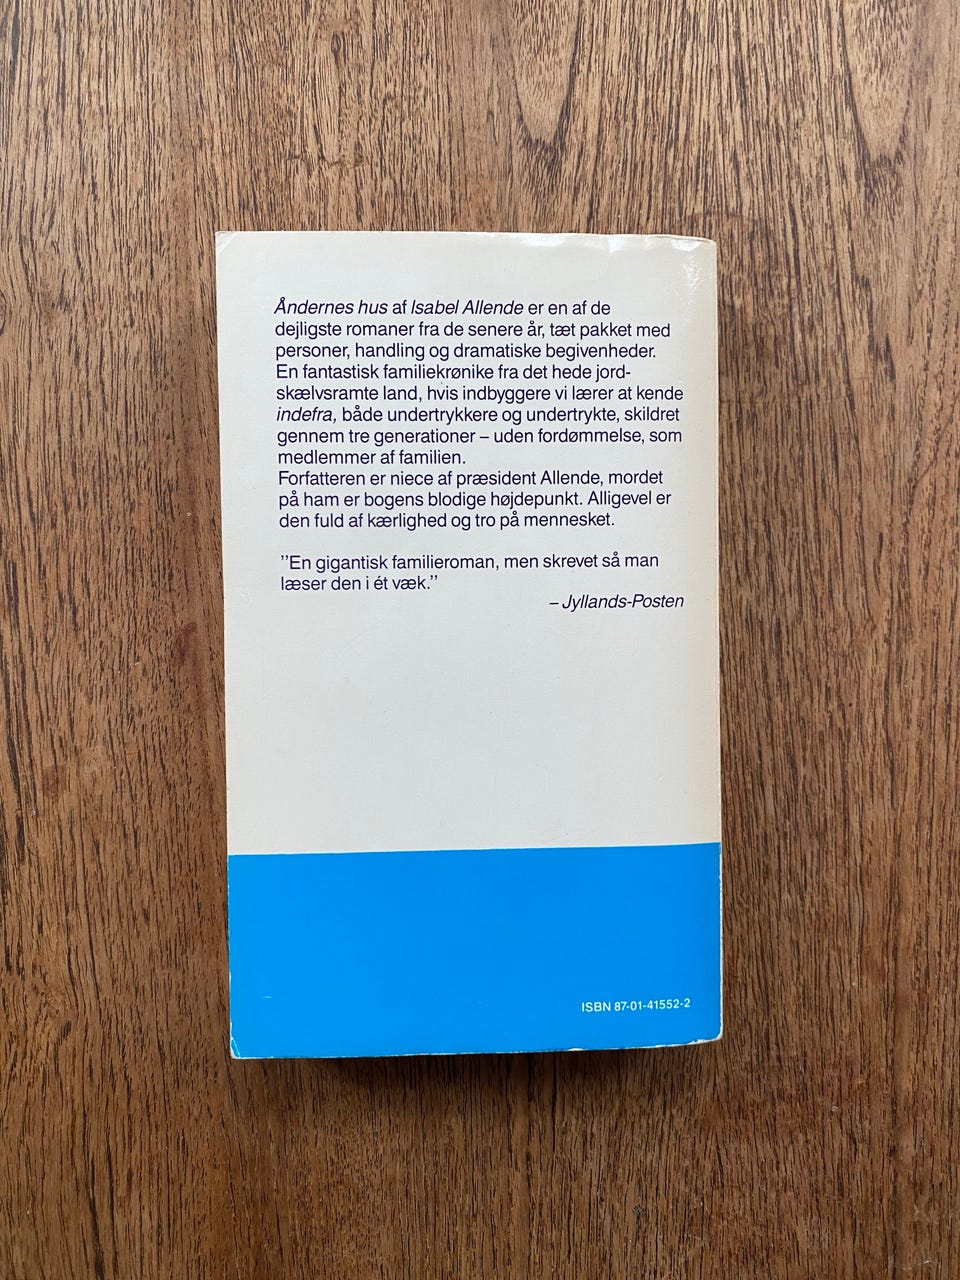 Åndernes hus af Isabel Allende er en af de
dejligste romaner fra de senere år, tæt pakket med
personer, handling og dramatiske begivenheder.
En fantastisk familiekrønike fra det hede jord-
skælvsramte land, hvis indbyggere vi lærer at kende
indefra, både undertrykkere og undertrykte, skildret
gennem tre generationer – uden fordømmelse, som
medlemmer af familien.
Forfatteren er niece af præsident Allende, mordet
på ham er bogens blodige højdepunkt. Alligevel er
den fuld af kærlighed og tro på mennesket.
”En gigantisk familieroman, men skrevet så man
læser den i ét væk.”
– Jyllands-Posten
ISBN 87-01-41552-2